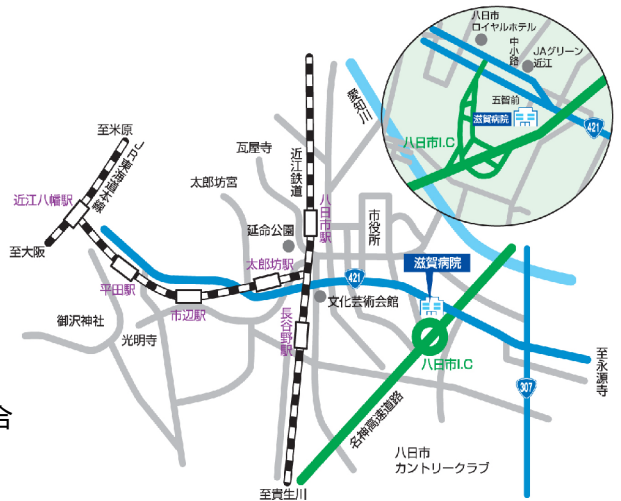 八日市
ロイヤルホテル
中小路
JAグリーン
近江
五智前
滋賀病院
421
八日市I.C
愛知川
至米原
JR東海道本線
近江八幡駅
至大阪
瓦屋寺
近江鉄道
太郎坊宮
八日市駅
市役所
延命公園
太郎坊駅
421
滋賀病院
平田駅
市辺駅
文化芸術会館
長谷野駅
御沢神社
光明寺
八日市I.C
至永源寺
307
名神高速道路
八日市
カントリークラブ
至貴生川
合